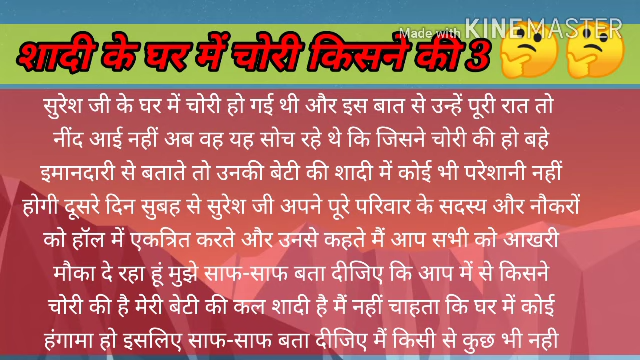 Made with KINEMASTER
शादी के घर में चोरी किसने की 3
सुरेश जी के घर में चोरी हो गई थी और इस बात से उन्हें पूरी रात तो
नींद आई नहीं अब वह यह सोच रहे थे कि जिसने चोरी की हो बहे
इमानदारी से बताते तो उनकी बेटी की शादी में कोई भी परेशानी नहीं
होगी दूसरे दिन सुबह से सुरेश जी अपने पूरे परिवार के सदस्य और नौकरों
को हॉल में एकत्रित करते और उनसे कहते मैं आप सभी को आखरी
मौका दे रहा हूं मुझे साफ-साफ बता दीजिए कि आप में से किसने
चोरी की है मेरी बेटी की कल शादी है मैं नहीं चाहता कि घर में कोई
हंगामा हो इसलिए साफ-साफ बता दीजिए मैं किसी से कुछ भी नही